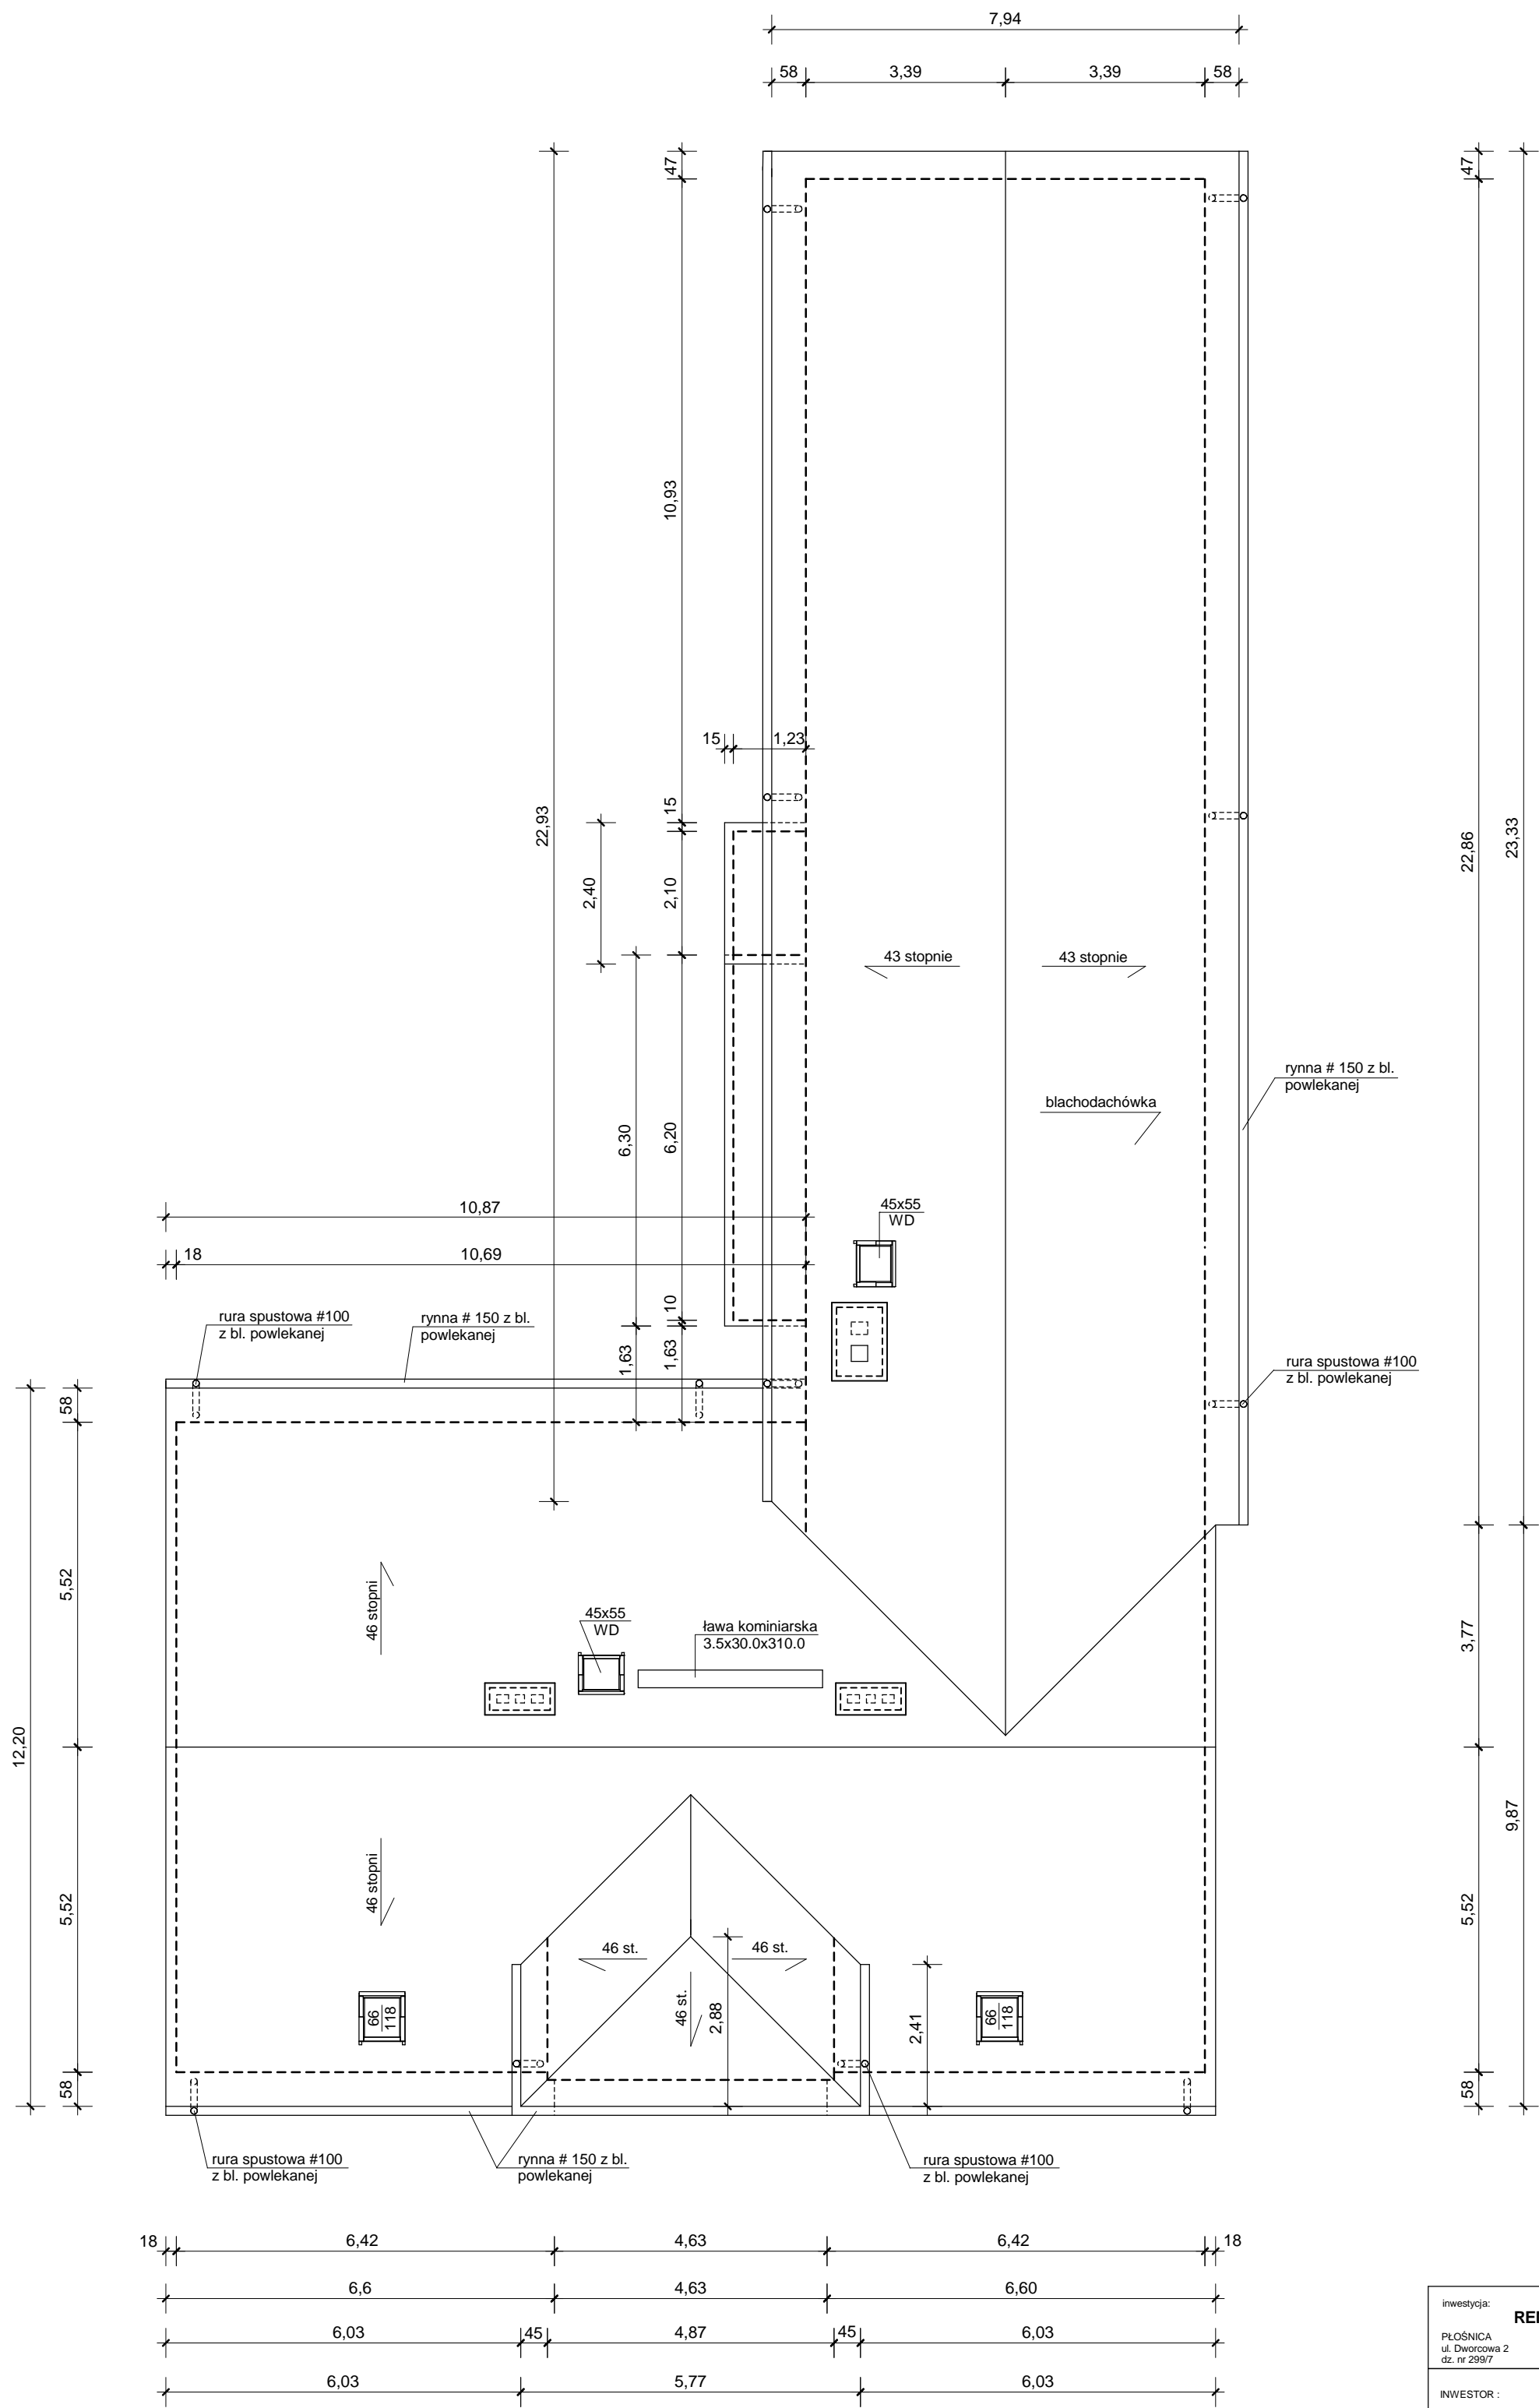 7,94
58
3,39
3,39
58
47
47
10,93
22,93
22,86
23,33
15
1,23
15
2,40
2,10
43 stopnie
43 stopnie
rynna # 150 z bl.
powlekanej
blachodachówka
6,30
6,20
10,87
45x55
WD
18
10,69
10
rura spustowa #100
z bl. powlekanej
rynna # 150 z bl.
powlekanej
1,63
1,63
rura spustowa #100
z bl. powlekanej
58
5,52
46 stopni
45x55
WD
ława kominiarska
3.5x30.0x310.0
3,77
12,20
9,87
5,52
46 stopni
5,52
46 st.
46 st.
46 st.
2,88
2,41
66
118
66
118
58
58
rura spustowa #100
z bl. powlekanej
rynna # 150 z bl.
powlekanej
rura spustowa #100
z bl. powlekanej
18
6,42
4,63
6,42
18
6,6
4,63
6,60
6,03
45
4,87
45
6,03
6,03
5,77
6,03
inwestycja:
PŁOŚNICA
ul. Dworcowa 2
dz. nr 299/7
INWESTOR :